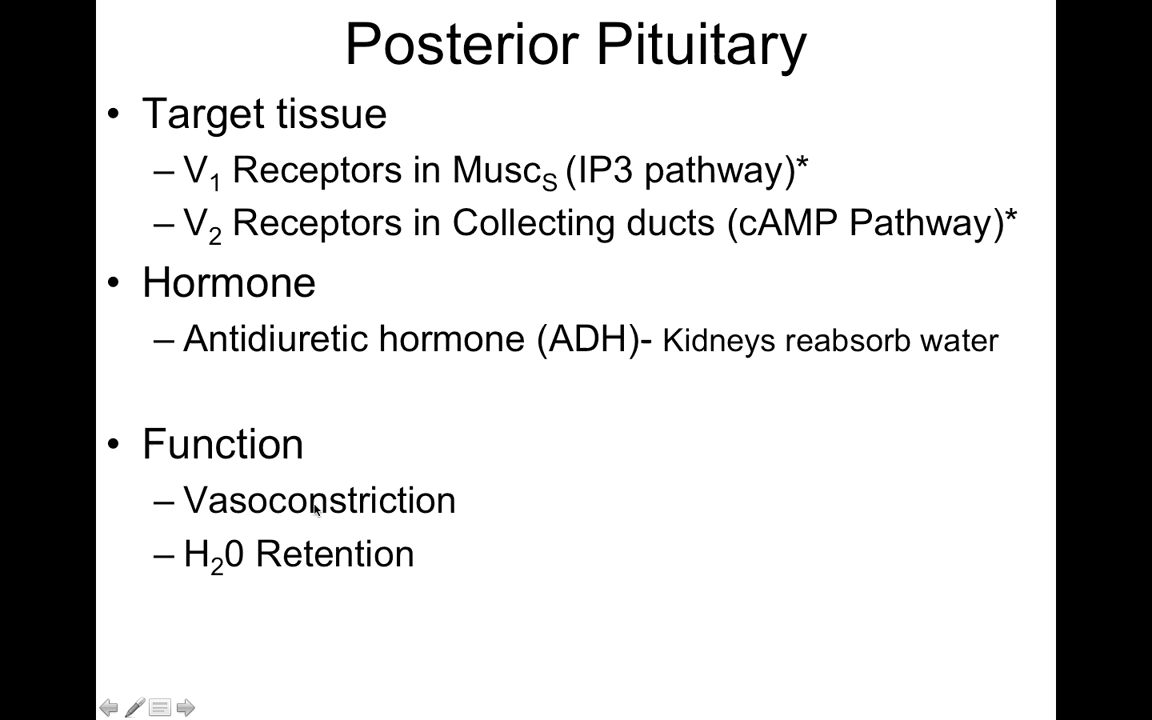 Posterior Pituitary
• Target tissue
– V₁ Receptors in Musc_S (IP3 pathway)*
– V₂ Receptors in Collecting ducts (cAMP Pathway)*
• Hormone
– Antidiuretic hormone (ADH)- Kidneys reabsorb water
• Function
– Vasoconstriction
– H₂0 Retention